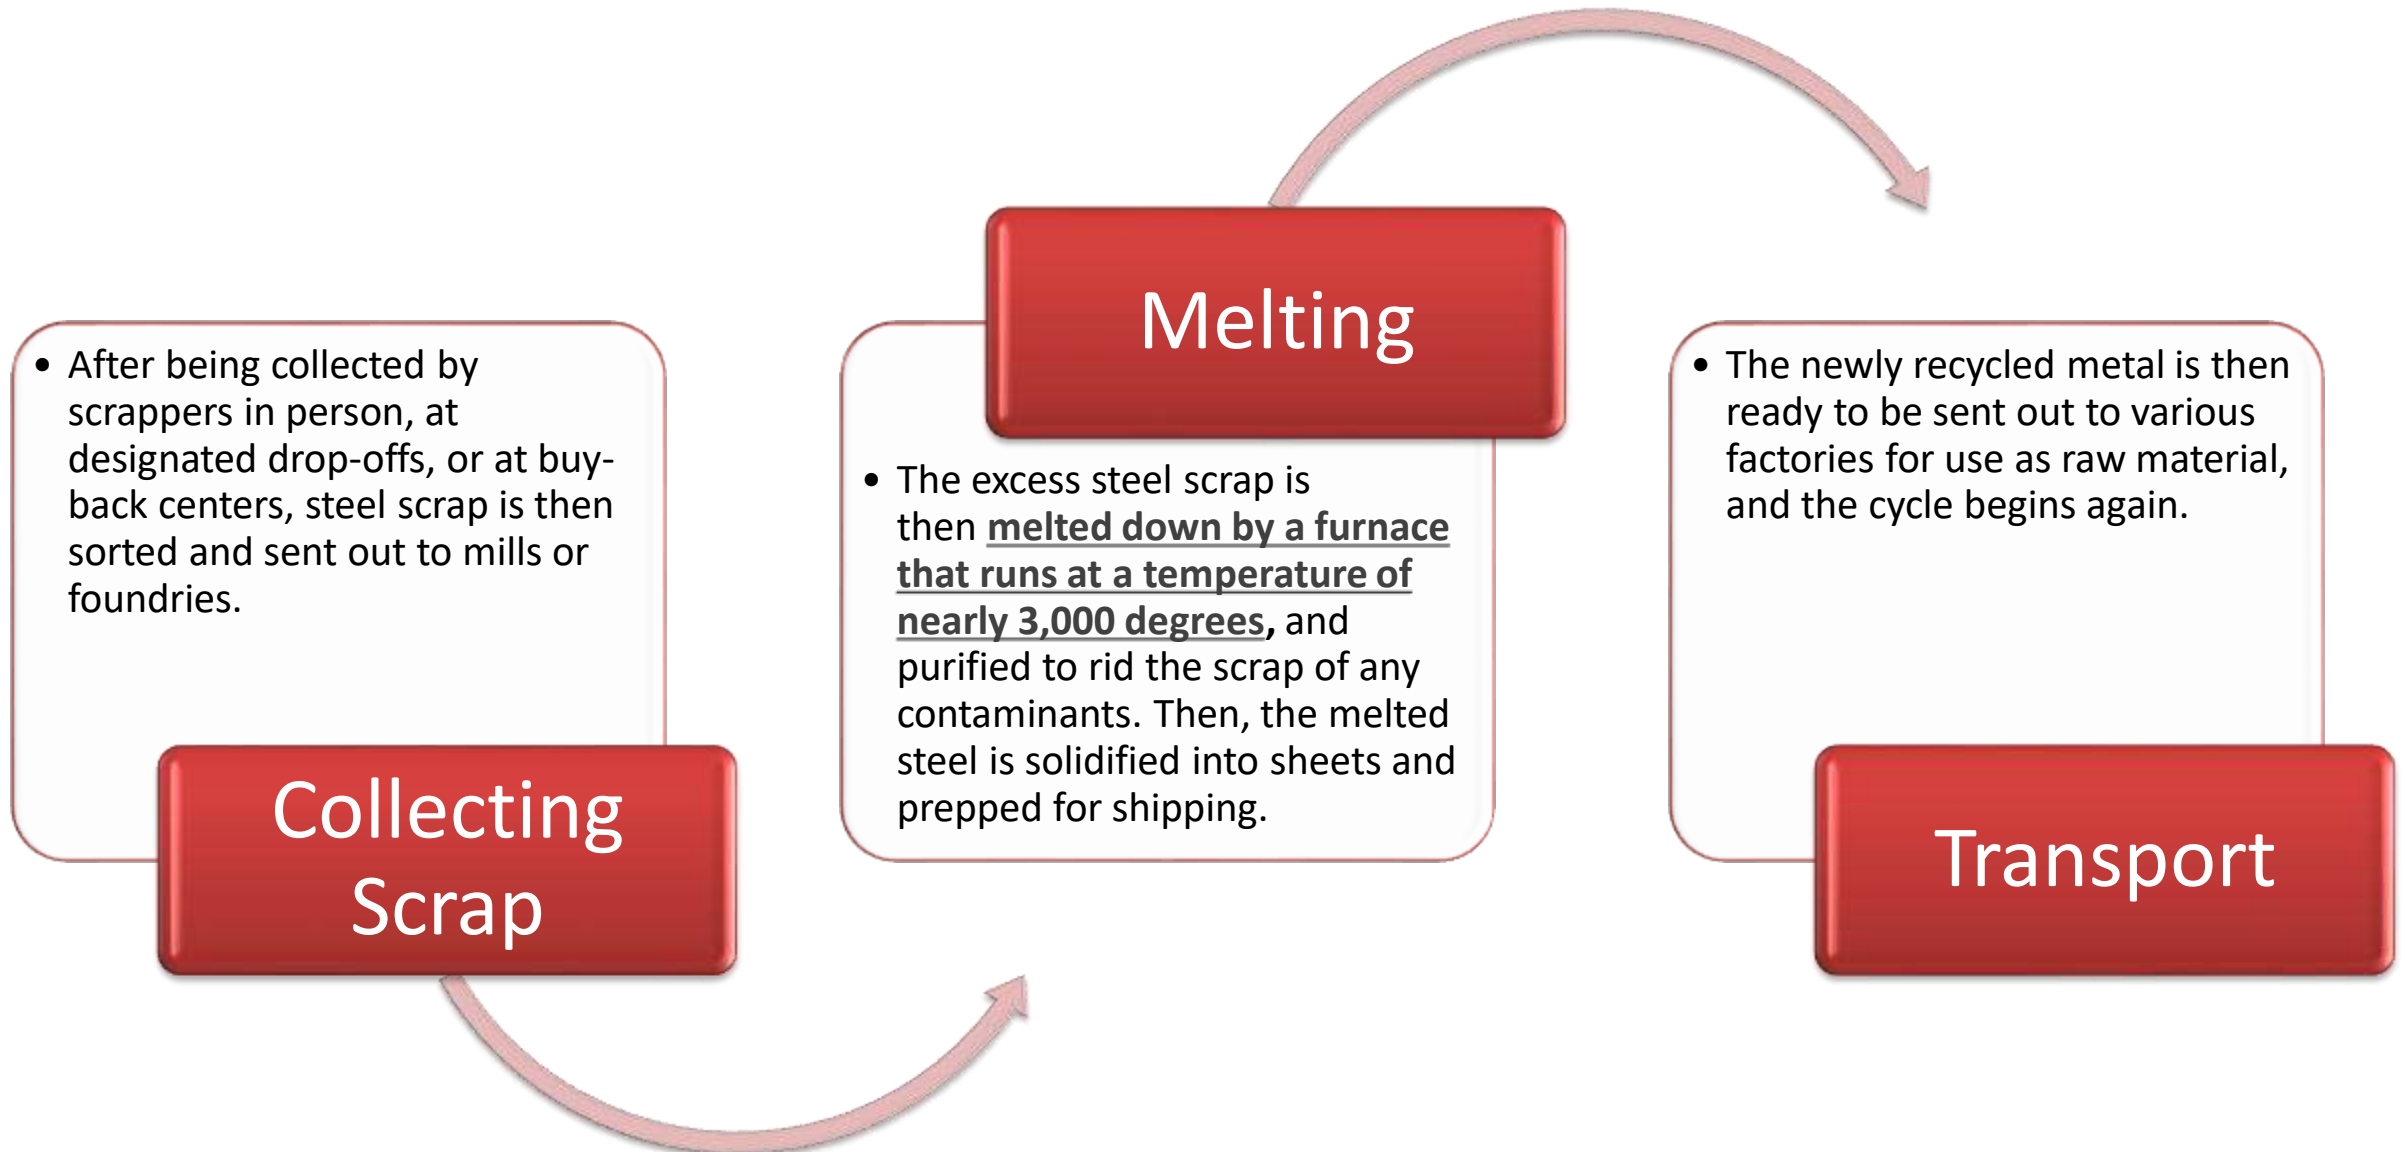 • After being collected by
scrappers in person, at
designated drop-offs, or at buy-
back centers, steel scrap is then
sorted and sent out to mills or
foundries.
Collecting
Scrap
Melting
• The excess steel scrap is
then melted down by a furnace
that runs at a temperature of
nearly 3,000 degrees, and
purified to rid the scrap of any
contaminants. Then, the melted
steel is solidified into sheets and
prepped for shipping.
• The newly recycled metal is then
ready to be sent out to various
factories for use as raw material,
and the cycle begins again.
Transport